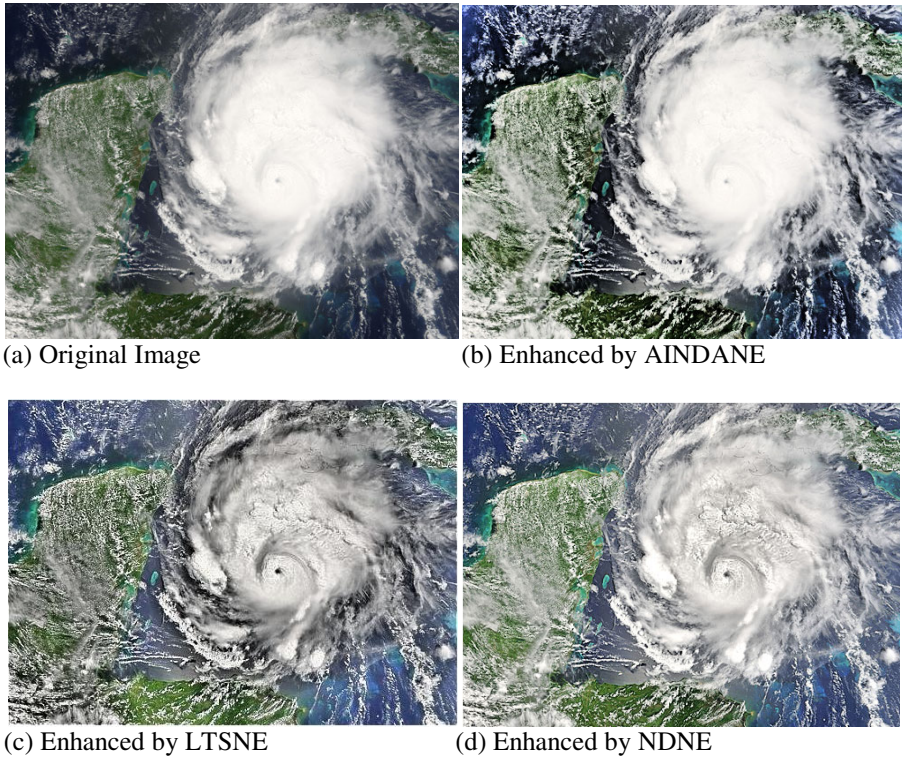 (a) Original Image
(b) Enhanced by AINDANE
(c) Enhanced by LTSNE
(d) Enhanced by NDNE